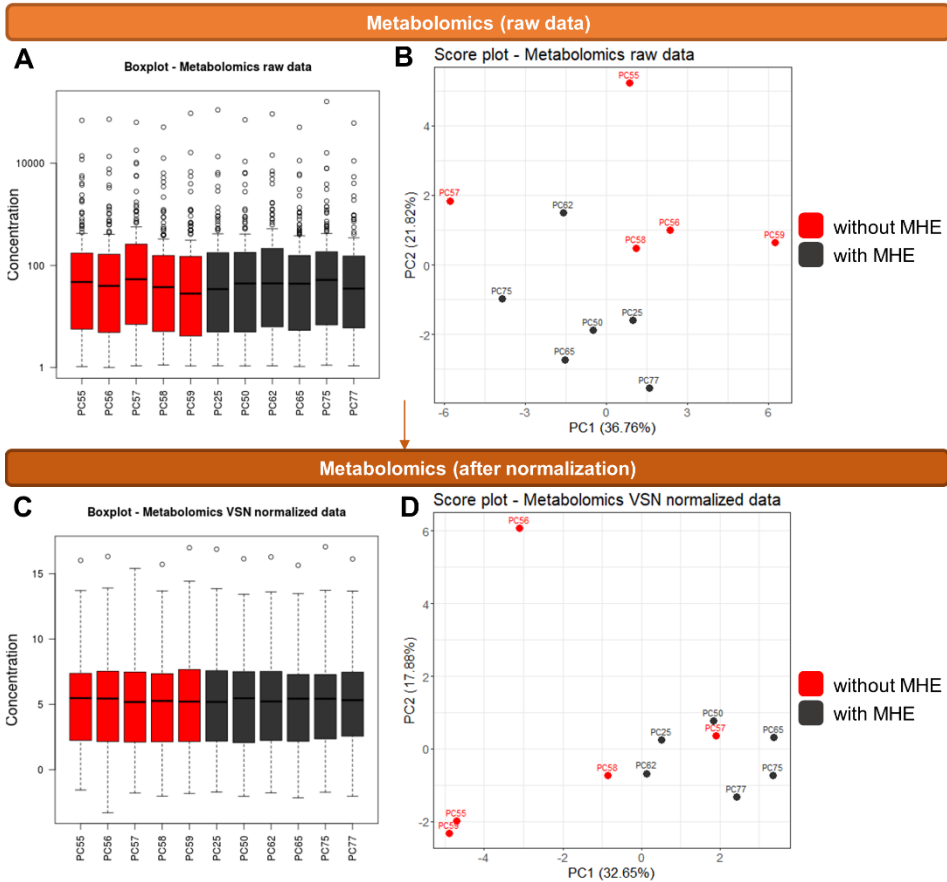 Metabolomics (raw data)
A
Boxplot - Metabolomics raw data
Concentration
10000
100
1
PC55
PC56
PC57
PC58
PC59
PC25
PC50
PC62
PC65
PC75
PC77
B
Score plot - Metabolomics raw data
PC2 (21.82%)
4
2
0
-2
PC55
PC57
PC62
PC56
PC58
PC59
PC75
PC25
PC50
PC65
PC77
-6
-3
0
3
6
PC1 (36.76%)
without MHE
with MHE
Metabolomics (after normalization)
C
Boxplot - Metabolomics VSN normalized data
Concentration
15
10
5
0
PC55
PC56
PC57
PC58
PC59
PC25
PC50
PC62
PC65
PC75
PC77
D
Score plot - Metabolomics VSN normalized data
PC2 (17.88%)
6
4
2
0
-2
PC56
PC50
PC57
PC65
PC25
PC58
PC62
PC75
PC77
PC55
PC59
-4
-2
0
2
PC1 (32.65%)
without MHE
with MHE